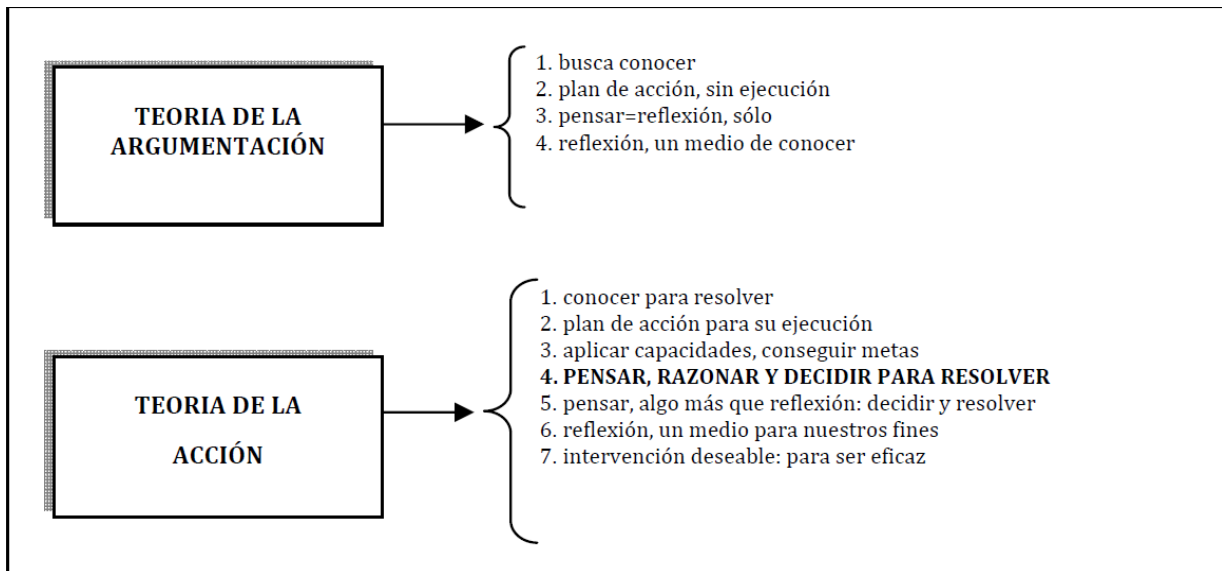 TEORIA DE LA
ARGUMENTACIÓN
1. busca conocer
2. plan de acción, sin ejecución
3. pensar=reflexión, sólo
4. reflexión, un medio de conocer
TEORIA DE LA
ACCIÓN
1. conocer para resolver
2. plan de acción para su ejecución
3. aplicar capacidades, conseguir metas
4. PENSAR, RAZONAR Y DECIDIR PARA RESOLVER
5. pensar, algo más que reflexión: decidir y resolver
6. reflexión, un medio para nuestros fines
7. intervención deseable: para ser eficaz